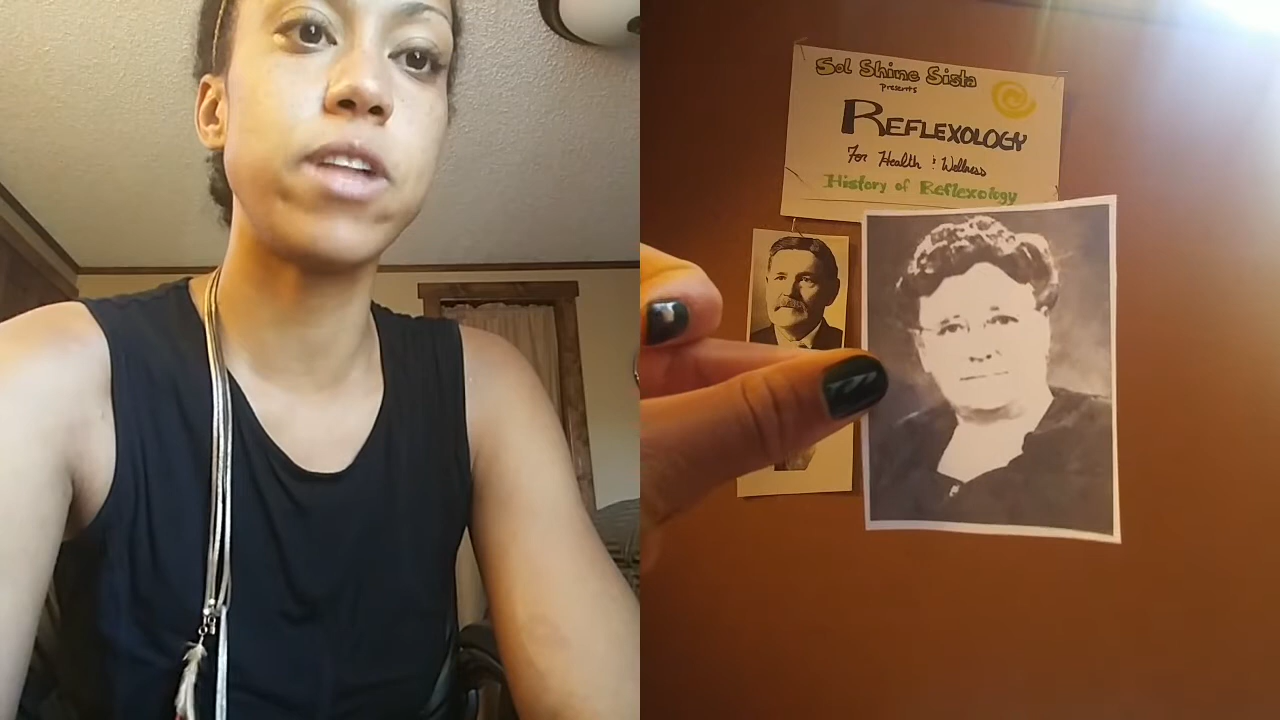 Sol Shine Sista
presents
REFLEXOLOGY
For Health & Wellness
History of Reflexology